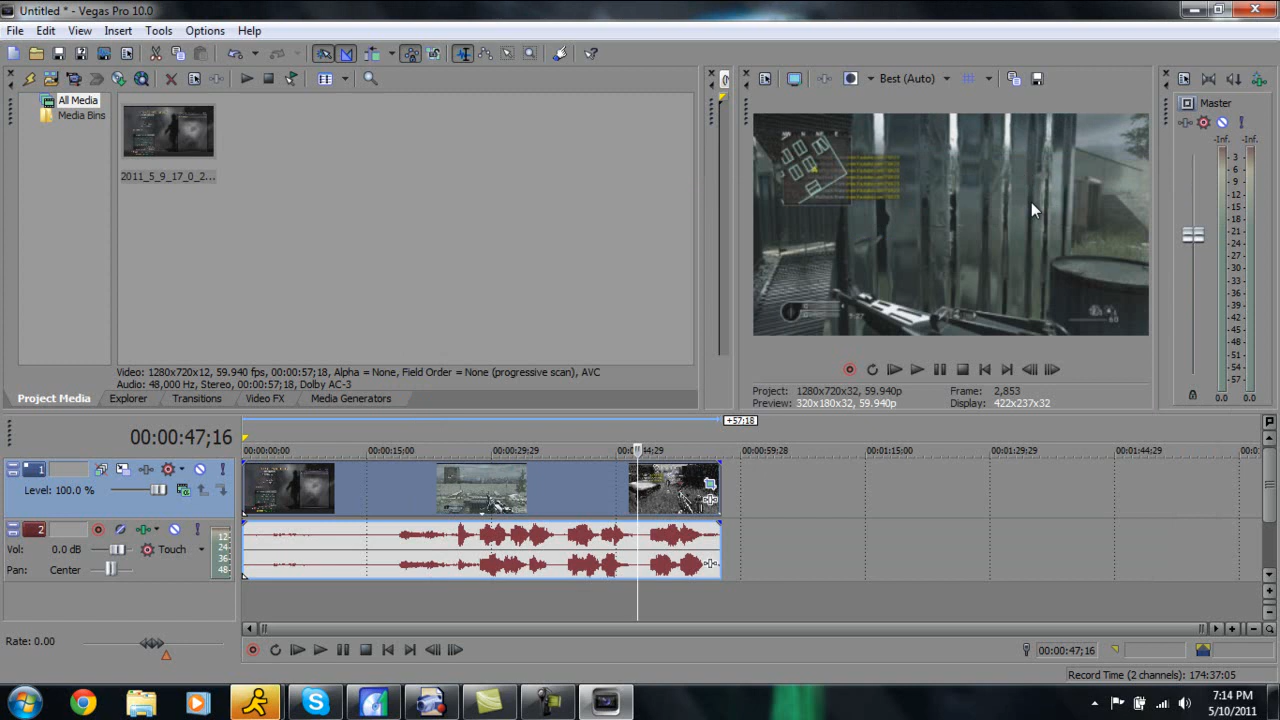 Untitled * - Vegas Pro 10.0
File Edit View Insert Tools Options Help
All Media
Media Bins
2011_5_9_17_0_2...
Best (Auto)
Master
-Inf. -Inf.
3
6
9
12
15
18
21
24
27
30
33
36
39
42
45
48
51
54
57
0.0 0.0
Video: 1280x720x12, 59.940 fps, 00:00:57;18, Alpha = None, Field Order = None (progressive scan), AVC
Audio: 48,000 Hz, Stereo, 00:00:57;18, Dolby AC-3
Project: 1280x720x32, 59.940p Frame: 2,853
Preview: 320x180x32, 59.940p Display: 422x237x32
Project Media Explorer Transitions Video FX Media Generators
+57;18
00:00:47;16
00:00:00;00 00:00:15;00 00:00:29;29 44;29 00:00:59;28 00:01:15;00 00:01:29;29 00:01:44;29 00:0
1
Level: 100.0 %
2
Vol: 0.0 dB Touch
Pan: Center
12
24
36
48
Rate: 0.00
00:00:47;16
Record Time (2 channels): 174:37:05
7:14 PM
5/10/2011